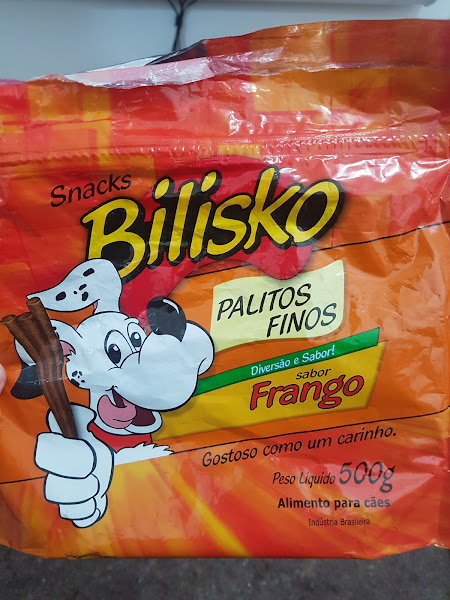 Snacks
Bilisko
PALITOS
FINOS
Diversão e Sabor!
sabor
Frango
Gostoso como um carinho.
Peso Líquido 500g
Alimento para cães
Indústria Brasileira